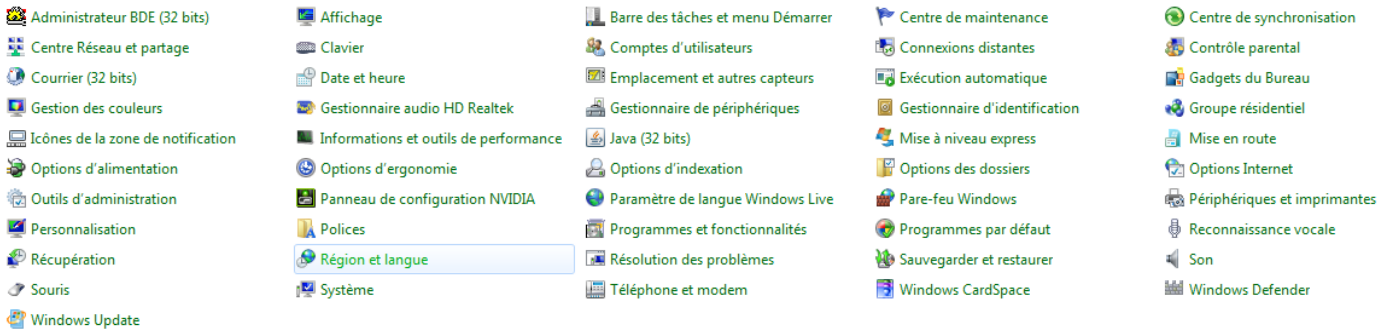 Administrateur BDE (32 bits)
Affichage
Barre des tâches et menu Démarrer
Centre de maintenance
Centre de synchronisation
Centre Réseau et partage
Clavier
Comptes d'utilisateurs
Connexions distantes
Contrôle parental
Courrier (32 bits)
Date et heure
Emplacement et autres capteurs
Exécution automatique
Gadgets du Bureau
Gestion des couleurs
Gestionnaire audio HD Realtek
Gestionnaire de périphériques
Gestionnaire d'identification
Groupe résidentiel
Icônes de la zone de notification
Informations et outils de performance
Java (32 bits)
Mise à niveau express
Mise en route
Options d'alimentation
Options d'ergonomie
Options d'indexation
Options des dossiers
Options Internet
Outils d'administration
Panneau de configuration NVIDIA
Paramètre de langue Windows Live
Pare-feu Windows
Périphériques et imprimantes
Personnalisation
Polices
Programmes et fonctionnalités
Programmes par défaut
Reconnaissance vocale
Récupération
Région et langue
Résolution des problèmes
Sauvegarder et restaurer
Son
Souris
Système
Téléphone et modem
Windows CardSpace
Windows Defender
Windows Update